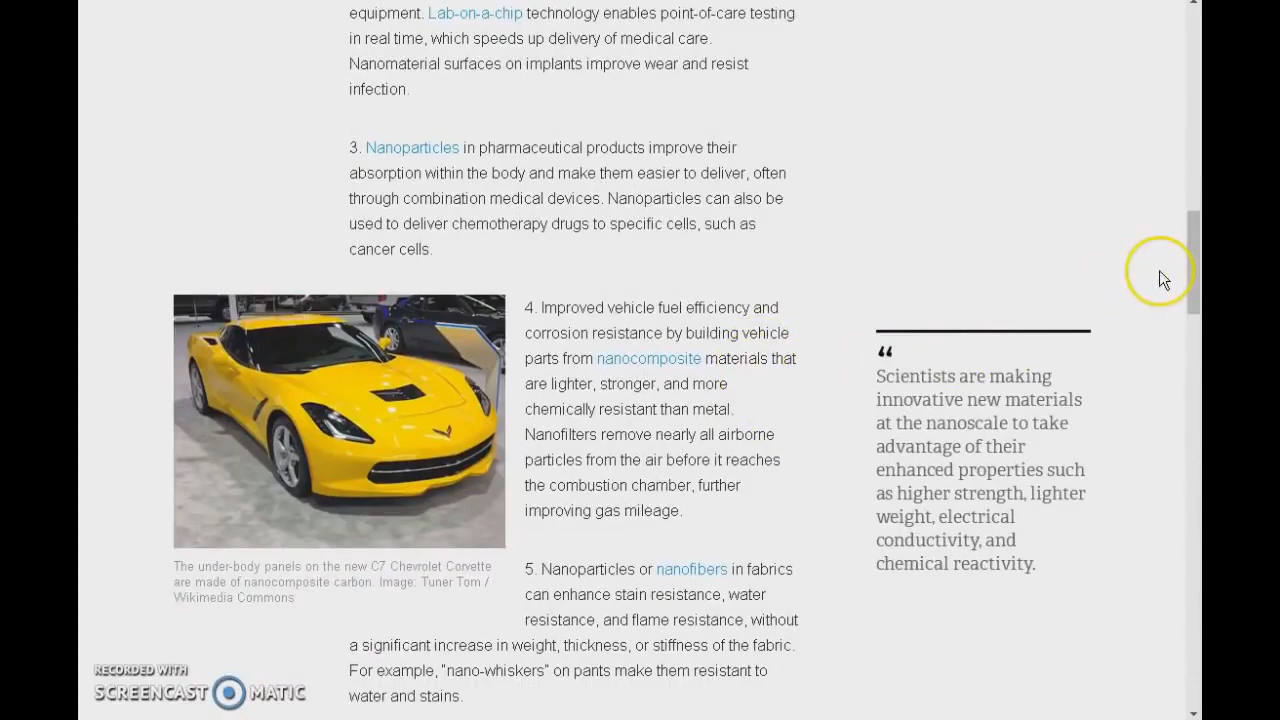 equipment. Lab-on-a-chip technology enables point-of-care testing
in real time, which speeds up delivery of medical care.
Nanomaterial surfaces on implants improve wear and resist
infection.
3. Nanoparticles in pharmaceutical products improve their
absorption within the body and make them easier to deliver, often
through combination medical devices. Nanoparticles can also be
used to deliver chemotherapy drugs to specific cells, such as
cancer cells.
4. Improved vehicle fuel efficiency and
corrosion resistance by building vehicle
parts from nanocomposite materials that
are lighter, stronger, and more
chemically resistant than metal.
Nanofilters remove nearly all airborne
particles from the air before it reaches
the combustion chamber, further
improving gas mileage.
The under-body panels on the new C7 Chevrolet Corvette
are made of nanocomposite carbon. Image: Tuner Tom /
Wikimedia Commons
5. Nanoparticles or nanofibers in fabrics
can enhance stain resistance, water
resistance, and flame resistance, without
a significant increase in weight, thickness, or stiffness of the fabric.
For example, "nano-whiskers" on pants make them resistant to
water and stains.
“
Scientists are making
innovative new materials
at the nanoscale to take
advantage of their
enhanced properties such
as higher strength, lighter
weight, electrical
conductivity, and
chemical reactivity.
RECORDED WITH
SCREENCAST MATIC